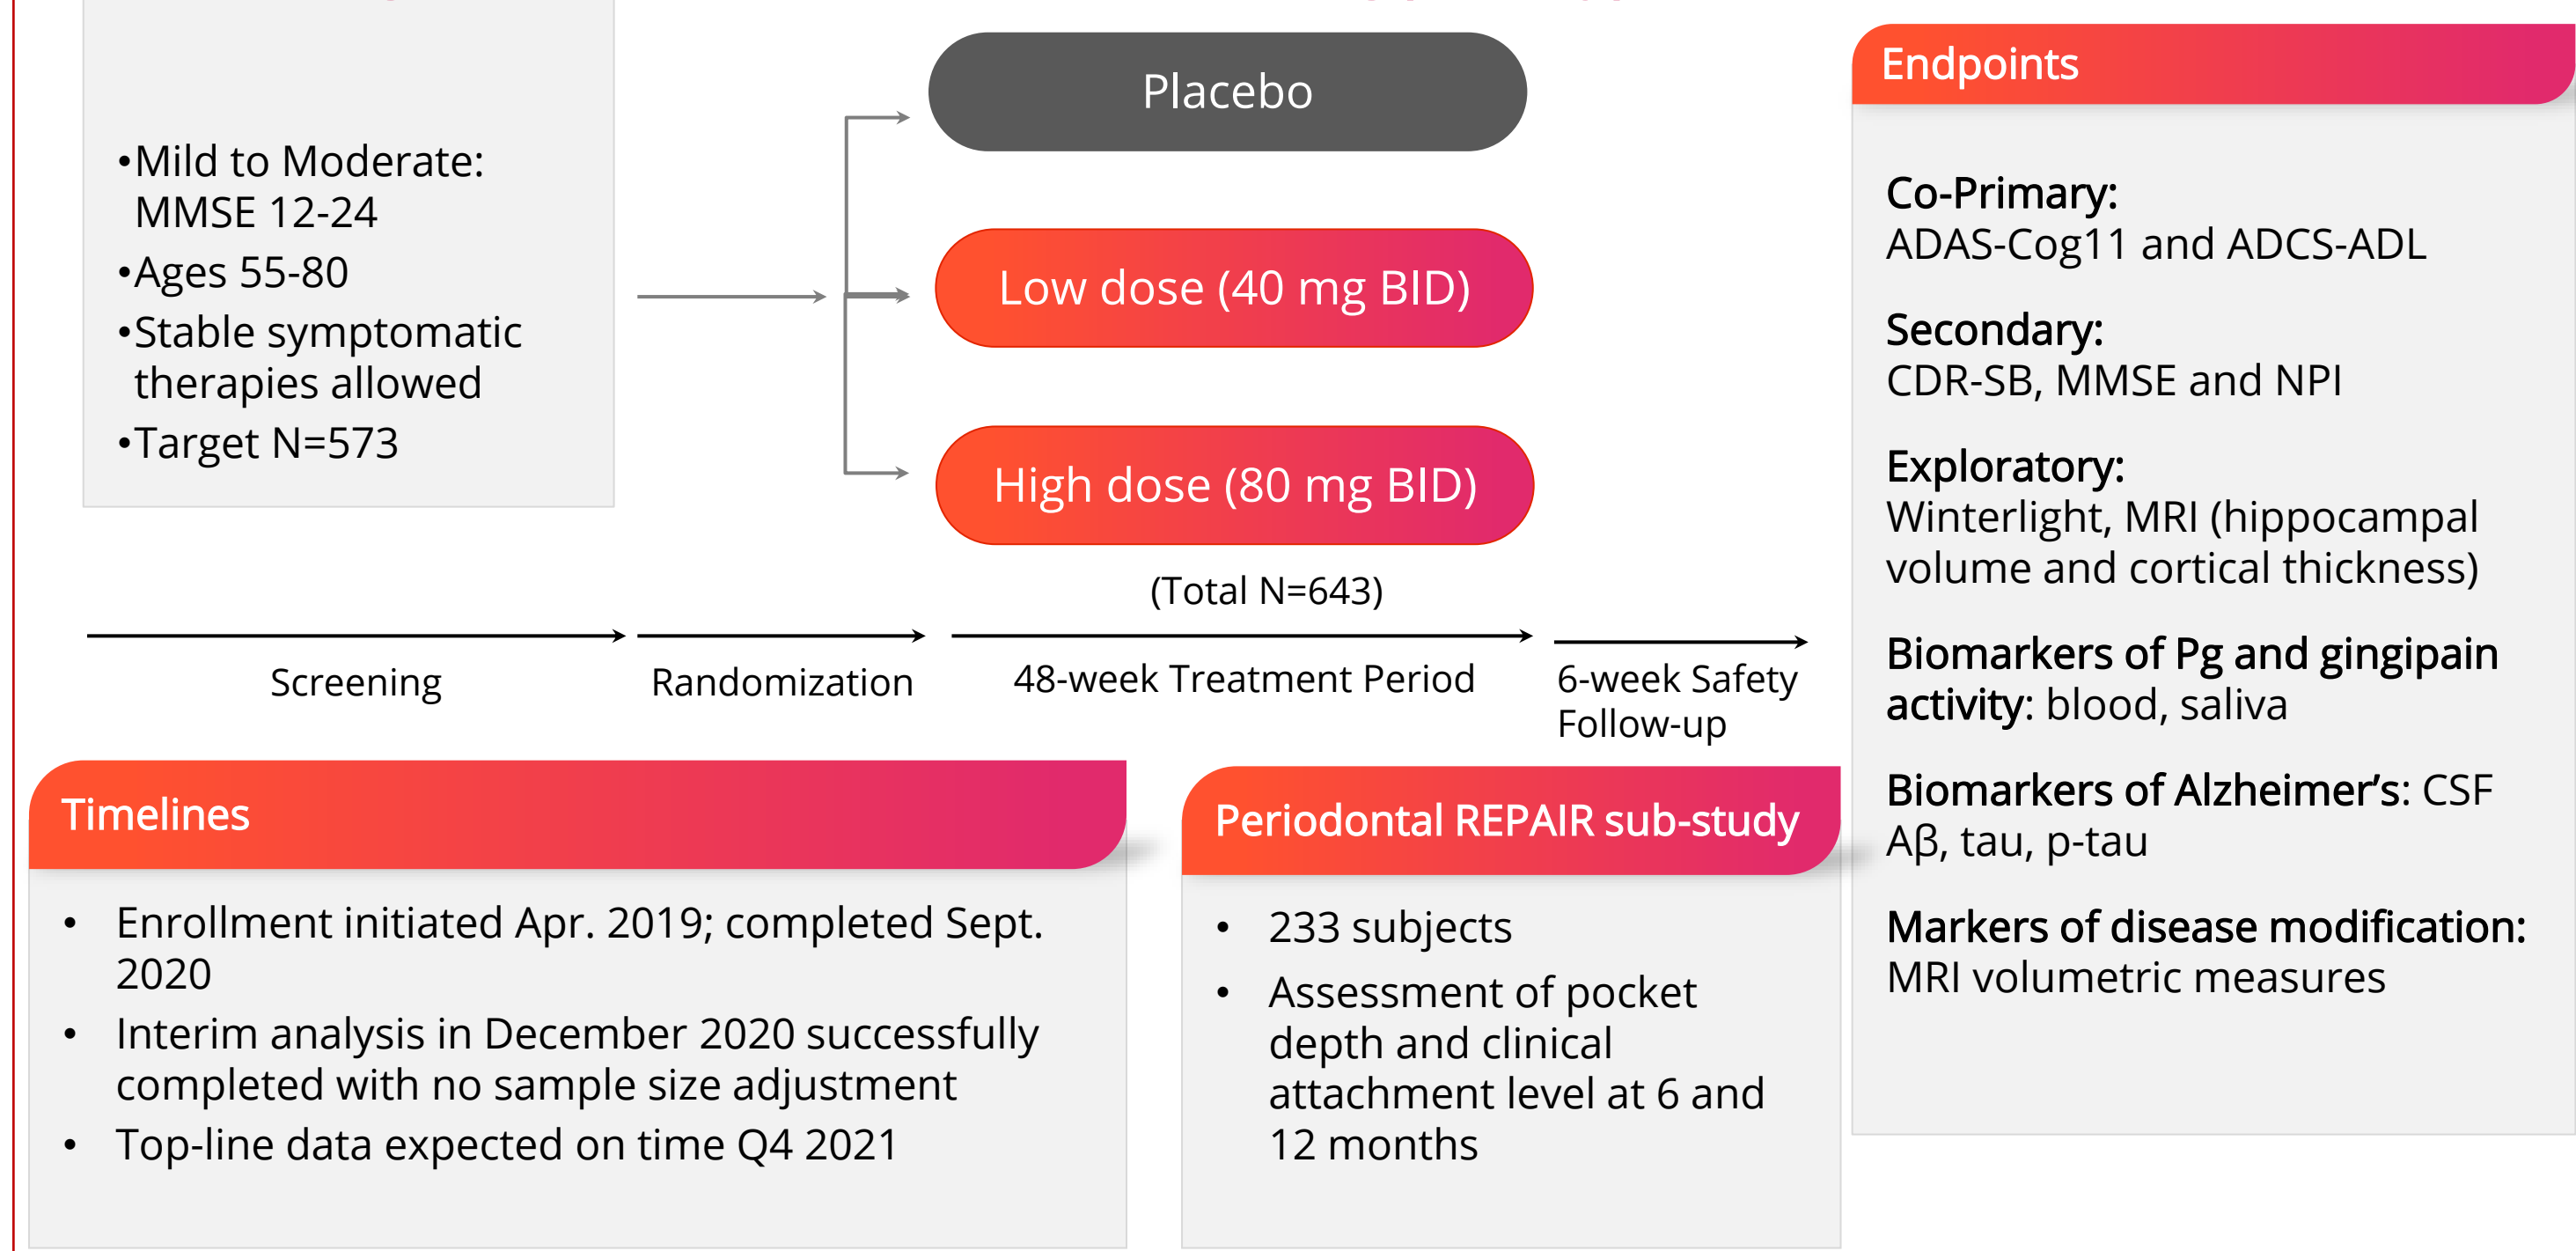 •Mild to Moderate:
MMSE 12-24
•Ages 55-80
•Stable symptomatic
therapies allowed
•Target N=573
Placebo
Low dose (40 mg BID)
High dose (80 mg BID)
(Total N=643)
Screening
Randomization
48-week Treatment Period
6-week Safety
Follow-up
Endpoints
Co-Primary:
ADAS-Cog11 and ADCS-ADL
Secondary:
CDR-SB, MMSE and NPI
Exploratory:
Winterlight, MRI (hippocampal
volume and cortical thickness)
Biomarkers of Pg and gingipain
activity: blood, saliva
Biomarkers of Alzheimer’s: CSF
Aβ, tau, p-tau
Markers of disease modification:
MRI volumetric measures
Timelines
• Enrollment initiated Apr. 2019; completed Sept.
2020
• Interim analysis in December 2020 successfully
completed with no sample size adjustment
• Top-line data expected on time Q4 2021
Periodontal REPAIR sub-study
• 233 subjects
• Assessment of pocket
depth and clinical
attachment level at 6 and
12 months